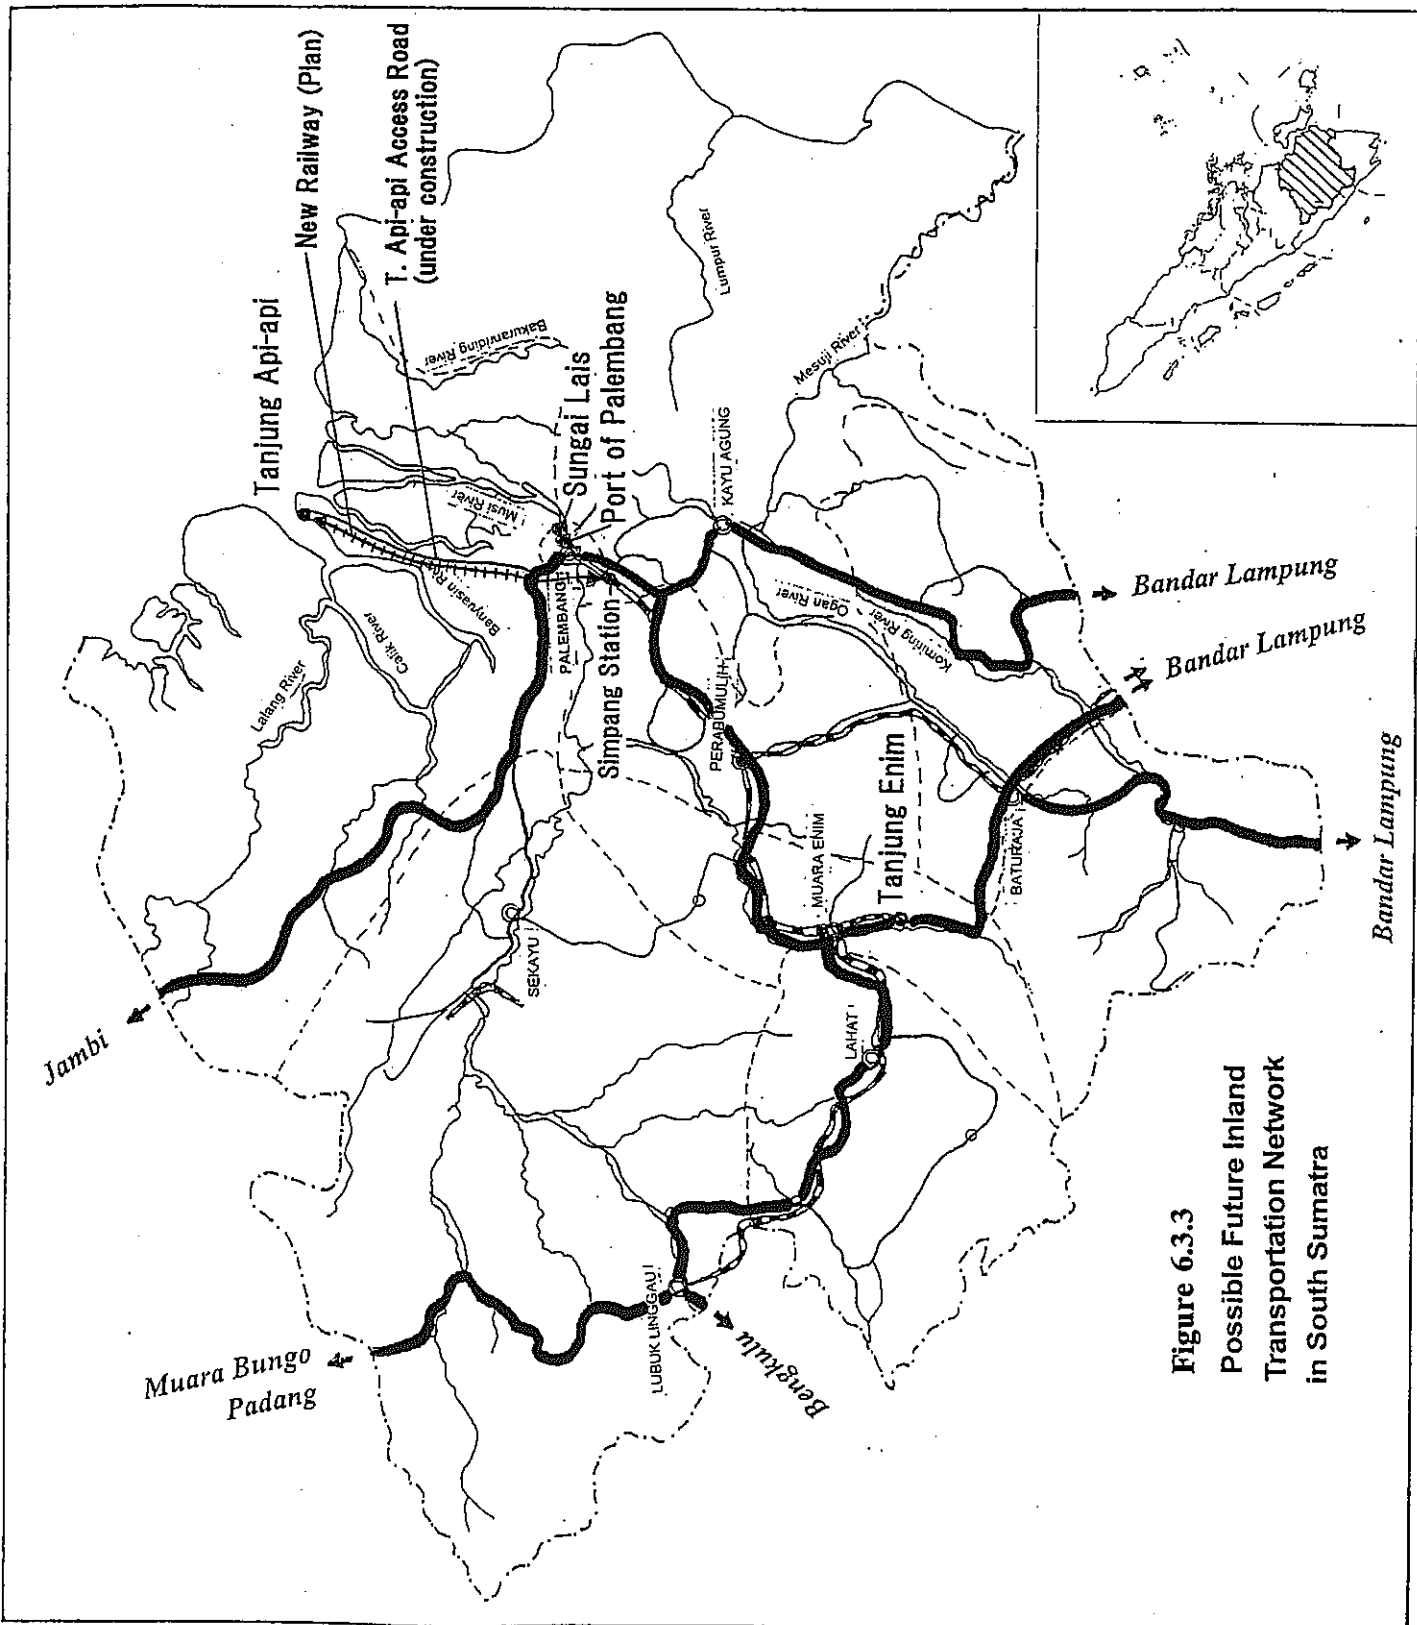 New Railway (Plan)
T. Api-api Access Road
(under construction)
Tanjung Api-api
Lumpur River
Bakuranviding River
Sungai Lais
Port of Palembang
Mesuji River
Musi River
KAYU AGUNG
Banyuasin
Calik River
Lalang River
PALEMBANG
Simpang Station
Ogan River
Komining River
Bandar Lampung
Bandar Lampung
PERABUMULIH
Tanjung Enim
MUARA ENIM
BATURAJA
Bandar Lampung
SEKAYU
Jambi
LAHAT
LUBUK LINGGAU
Bengkulu
Muara Bungo
Padang
Figure 6.3.3
Possible Future Inland
Transportation Network
in South Sumatra